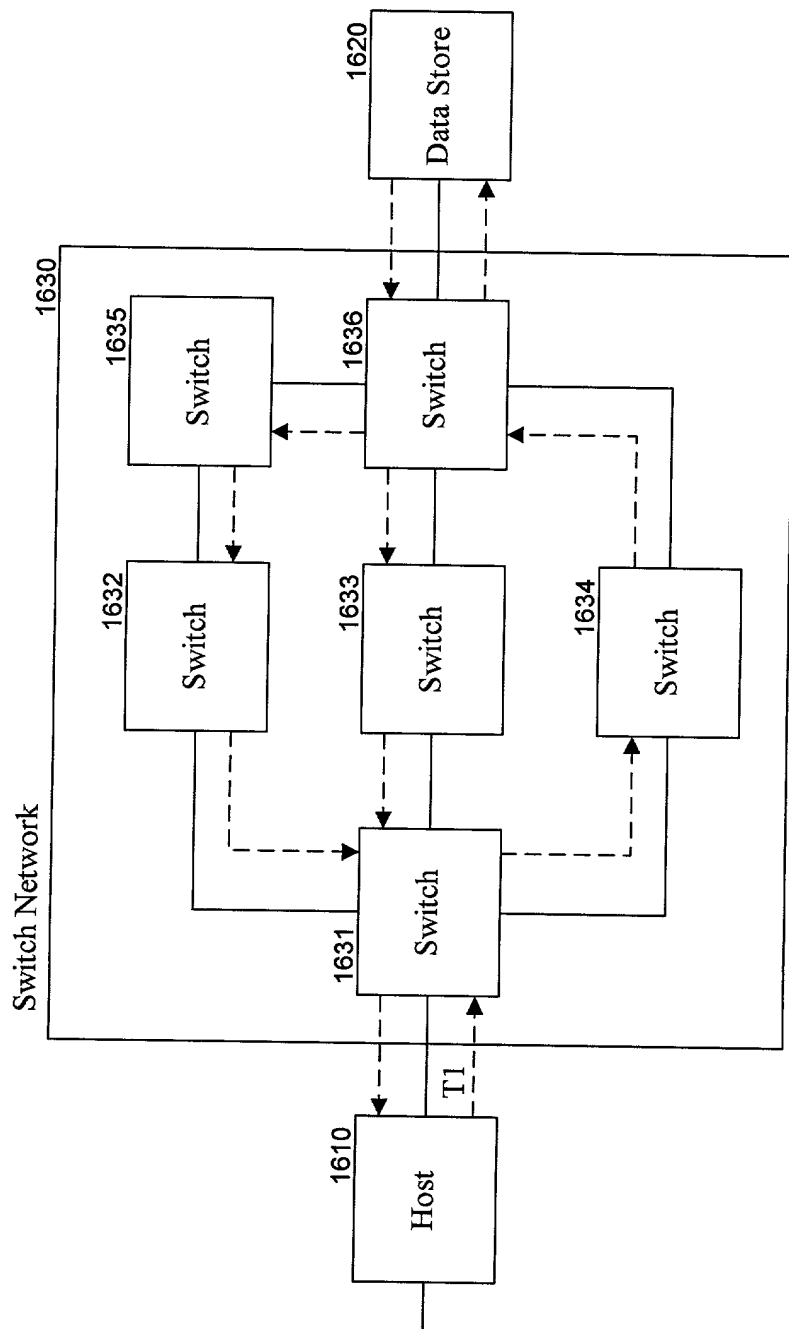 Switch Network
1630
1610
Host
T1
1631
Switch
1632
Switch
1635
Switch
1633
Switch
1636
Switch
1634
Switch
1620
Data Store